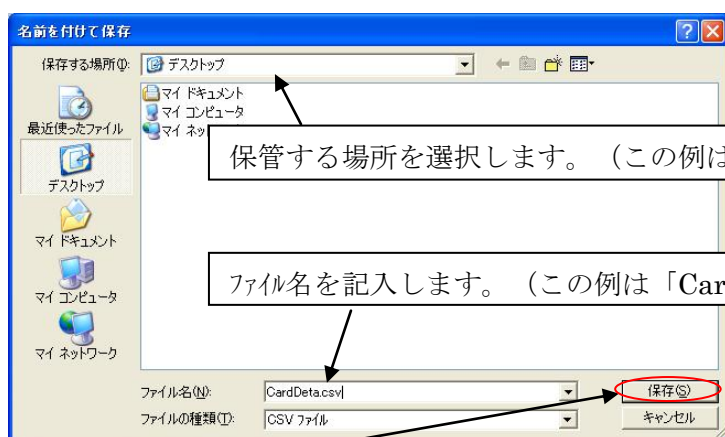 名前を付けて保存
保存する場所(I):
デスクトップ
最近使ったファイル
デスクトップ
マイ ドキュメント
マイ コンピュータ
マイ ネットワーク
マイ ドキュメント
マイ コンピュータ
マイ ネッ
保管する場所を選択します。（この例は
ﾌｧｲﾙ名を記入します。（この例は「Car
ファイル名(N):
CardDeta.csv
保存(S)
ファイルの種類(T):
CSV ファイル
キャンセル